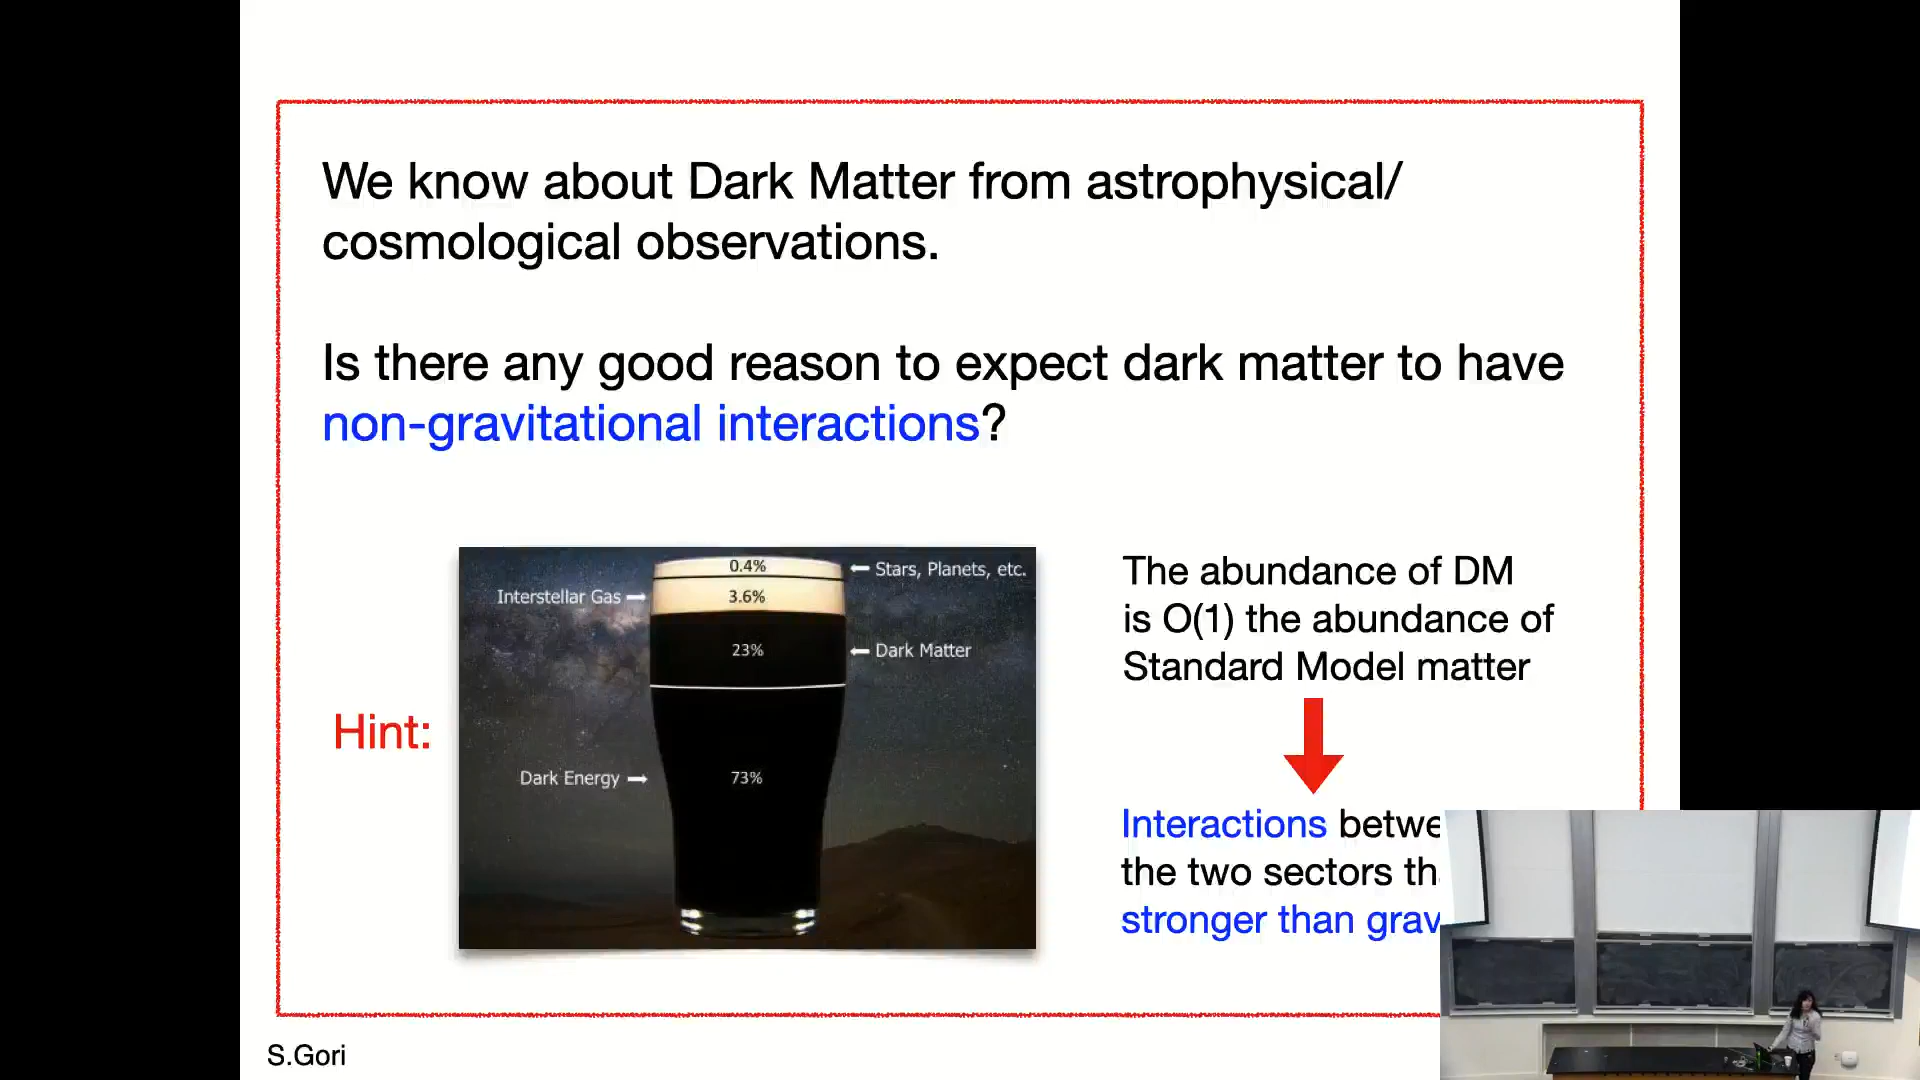 We know about Dark Matter from astrophysical/
cosmological observations.
Is there any good reason to expect dark matter to have
non-gravitational interactions?
Hint:
0.4%
Stars, Planets, etc.
Interstellar Gas
3.6%
23%
Dark Matter
Dark Energy
73%
The abundance of DM
is O(1) the abundance of
Standard Model matter
Interactions
the two sectors
stronger than
S.Gori